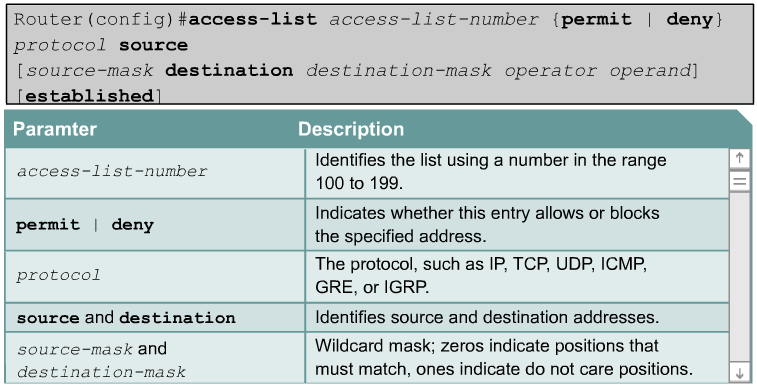 Router(config)#access-list access-list-number {permit | deny}
protocol source
[source-mask destination destination-mask operator operand]
[established]
Paramter Description
access-list-number Identifies the list using a number in the range
100 to 199.
permit | deny Indicates whether this entry allows or blocks
the specified address.
protocol The protocol, such as IP, TCP, UDP, ICMP,
GRE, or IGRP.
source and destination Identifies source and destination addresses.
source-mask and Wildcard mask; zeros indicate positions that
destination-mask must match, ones indicate do not care positions.